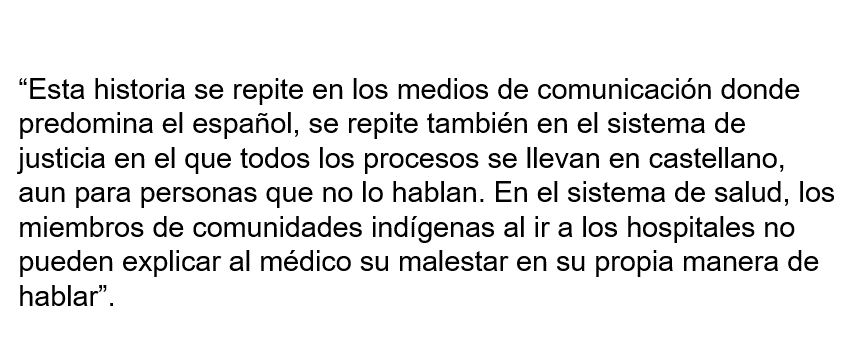 “Esta historia se repite en los medios de comunicación donde
predomina el español, se repite también en el sistema de
justicia en el que todos los procesos se llevan en castellano,
aun para personas que no lo hablan. En el sistema de salud, los
miembros de comunidades indígenas al ir a los hospitales no
pueden explicar al médico su malestar en su propia manera de
hablar”.